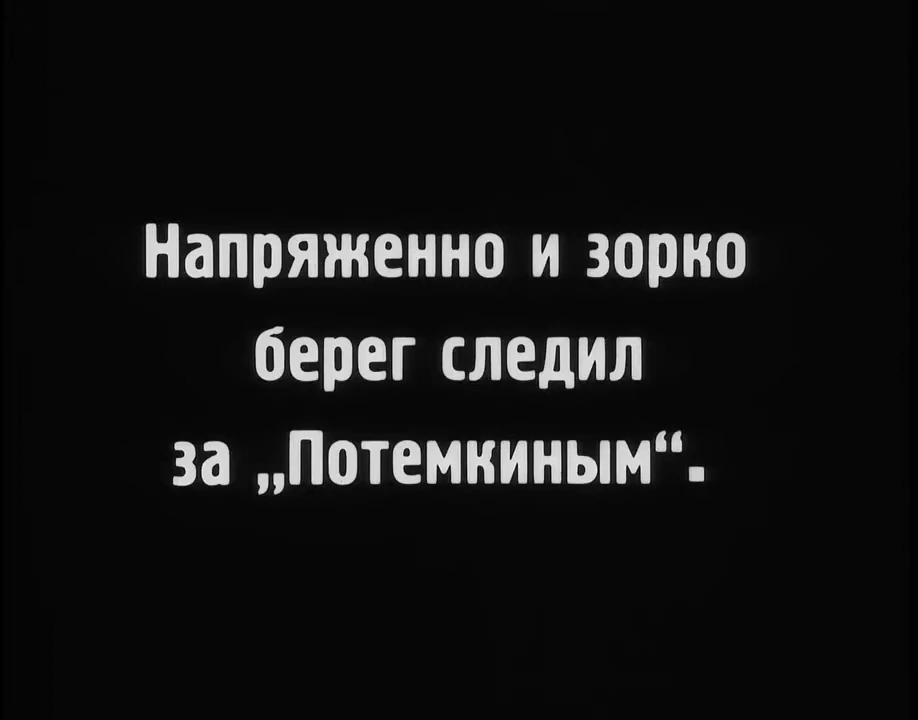 Напряженно и зорко
берег следил
за „Потемкиным“.